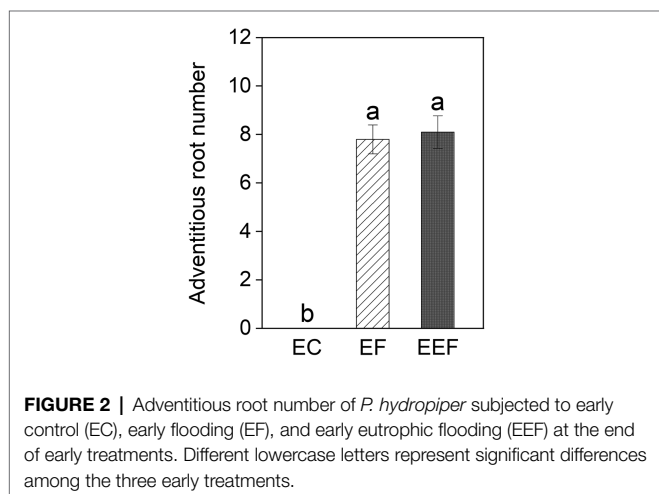 12
10
8
6
4
2
0
Adventitious root number
b
a
a
EC EF EEF
FIGURE 2 | Adventitious root number of P. hydropiper subjected to early
control (EC), early flooding (EF), and early eutrophic flooding (EEF) at the end
of early treatments. Different lowercase letters represent significant differences
among the three early treatments.